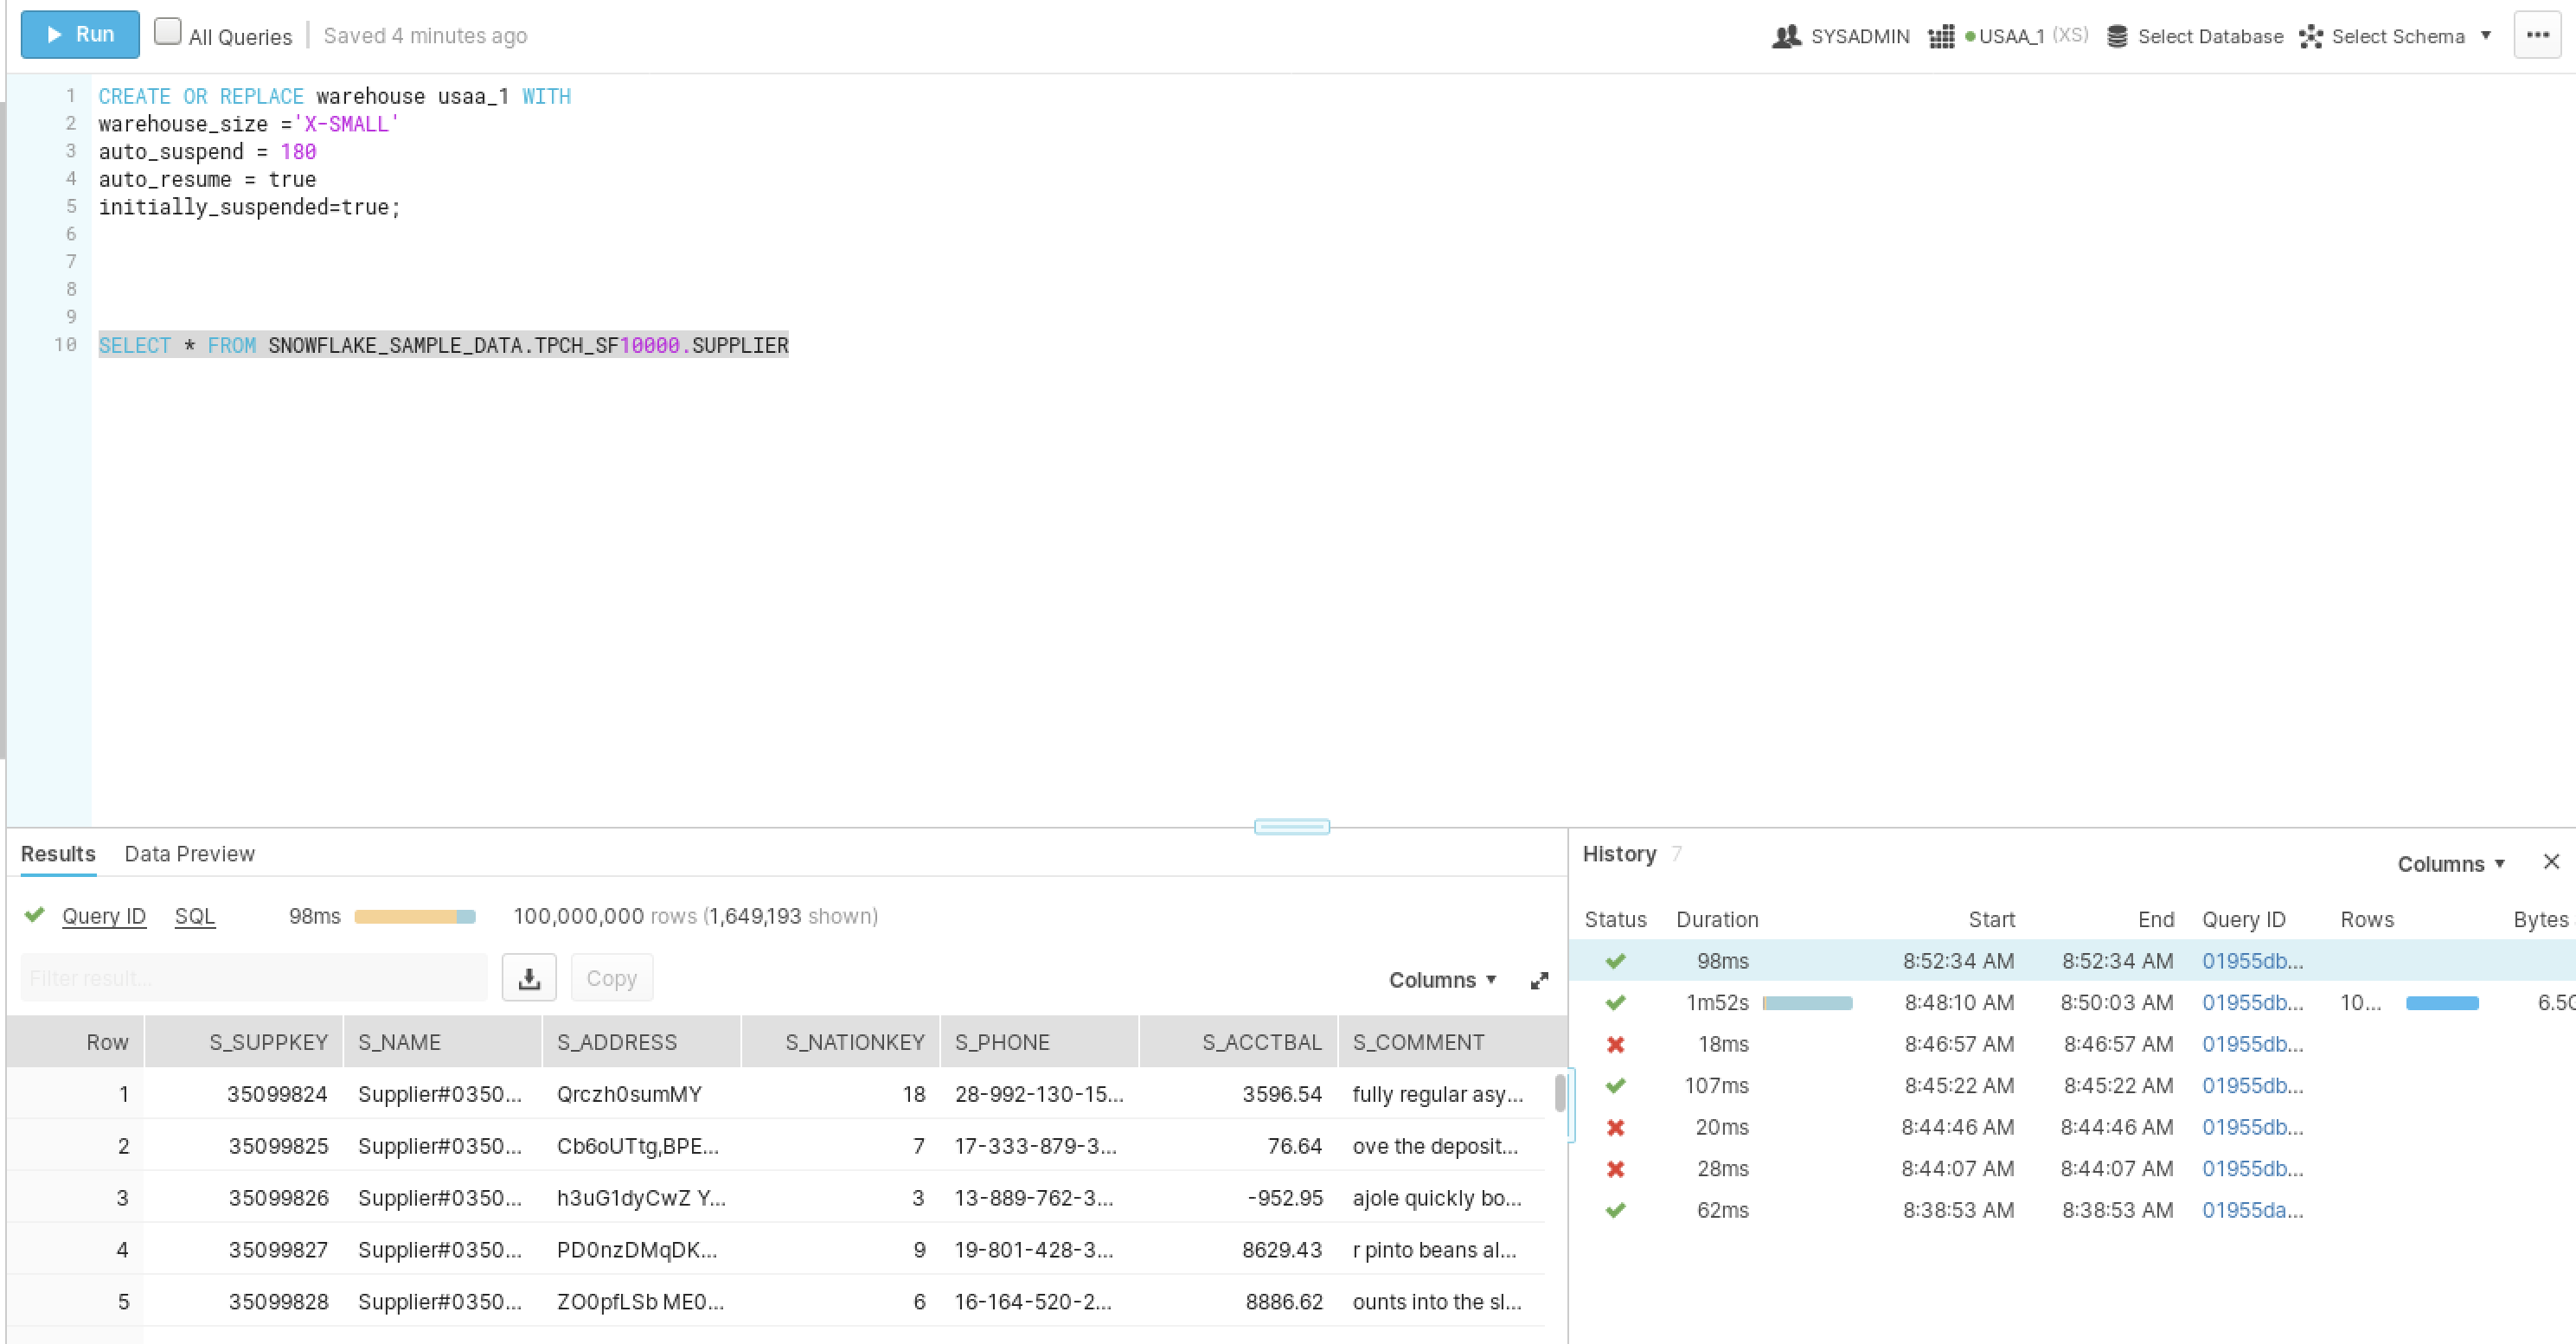 Run All Queries Saved 4 minutes ago SYSADMIN USAA_1 (XS) Select Database Select Schema
1 CREATE OR REPLACE warehouse usaa_1 WITH
2 warehouse_size ='X-SMALL'
3 auto_suspend = 180
4 auto_resume = true
5 initially_suspended=true;
6
7
8
9
10 SELECT * FROM SNOWFLAKE_SAMPLE_DATA.TPCH_SF10000.SUPPLIER
Results Data Preview
Query ID SQL 98ms 100,000,000 rows (1,649,193 shown)
Filter result... Copy Columns
Row S_SUPPKEY S_NAME S_ADDRESS S_NATIONKEY S_PHONE S_ACCTBAL S_COMMENT
1 35099824 Supplier#0350... Qrczh0sumMY 18 28-992-130-15... 3596.54 fully regular asy...
2 35099825 Supplier#0350... Cb6oUTtg,BPE... 7 17-333-879-3... 76.64 ove the deposit...
3 35099826 Supplier#0350... h3uG1dyCwZ Y... 3 13-889-762-3... -952.95 ajole quickly bo...
4 35099827 Supplier#0350... PD0nzDMqDK... 9 19-801-428-3... 8629.43 r pinto beans al...
5 35099828 Supplier#0350... ZO0pfLSb ME0... 6 16-164-520-2... 8886.62 ounts into the sl...
History 7
Columns
Status Duration Start End Query ID Rows Bytes
98ms 8:52:34 AM 8:52:34 AM 01955db...
1m52s 8:48:10 AM 8:50:03 AM 01955db... 10... 6.5
18ms 8:46:57 AM 8:46:57 AM 01955db...
107ms 8:45:22 AM 8:45:22 AM 01955db...
20ms 8:44:46 AM 8:44:46 AM 01955db...
28ms 8:44:07 AM 8:44:07 AM 01955db...
62ms 8:38:53 AM 8:38:53 AM 01955da...